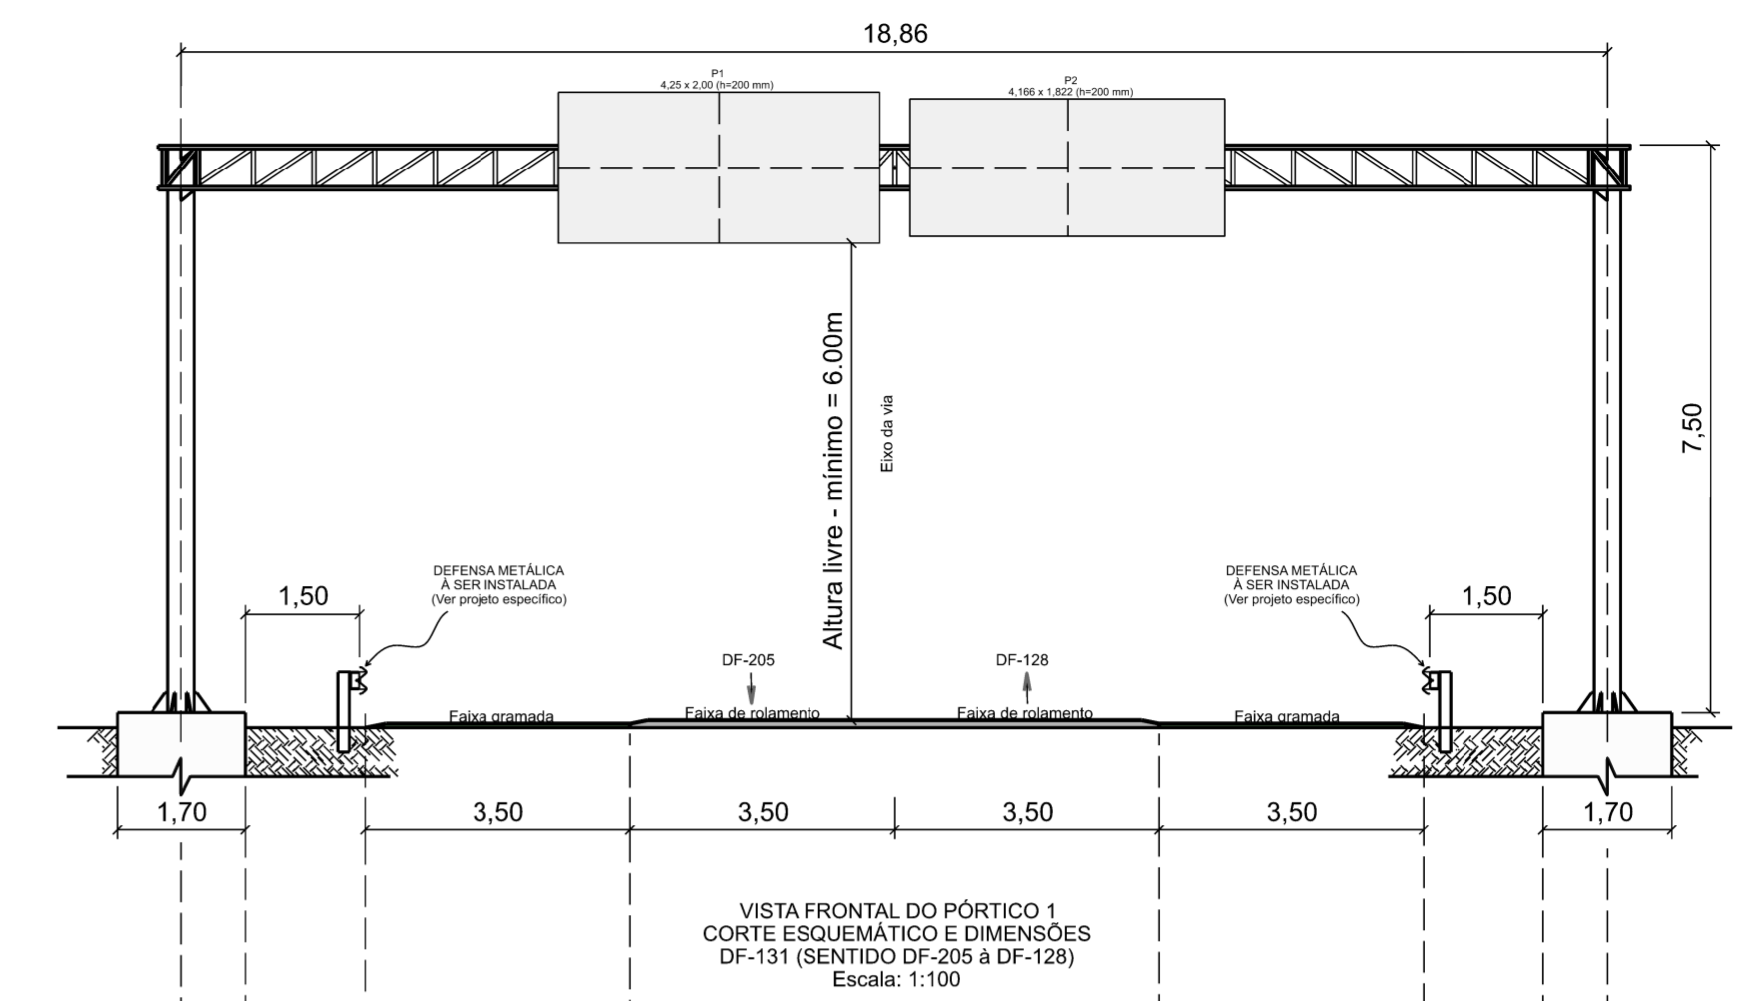 18,86
P1
4,25 x 2,00 (h=200 mm)
P2
4,166 x 1,822 (h=200 mm)
Altura livre - mínimo = 6.00m
Eixo da via
7,50
DEFENSA METÁLICA
À SER INSTALADA
(Ver projeto específico)
DEFENSA METÁLICA
À SER INSTALADA
(Ver projeto específico)
1,50
1,50
DF-205
DF-128
Faixa gramada
Faixa de rolamento
Faixa de rolamento
Faixa gramada
1,70
3,50
3,50
3,50
3,50
1,70
VISTA FRONTAL DO PÓRTICO 1
CORTE ESQUEMÁTICO E DIMENSÕES
DF-131 (SENTIDO DF-205 à DF-128)
Escala: 1:100